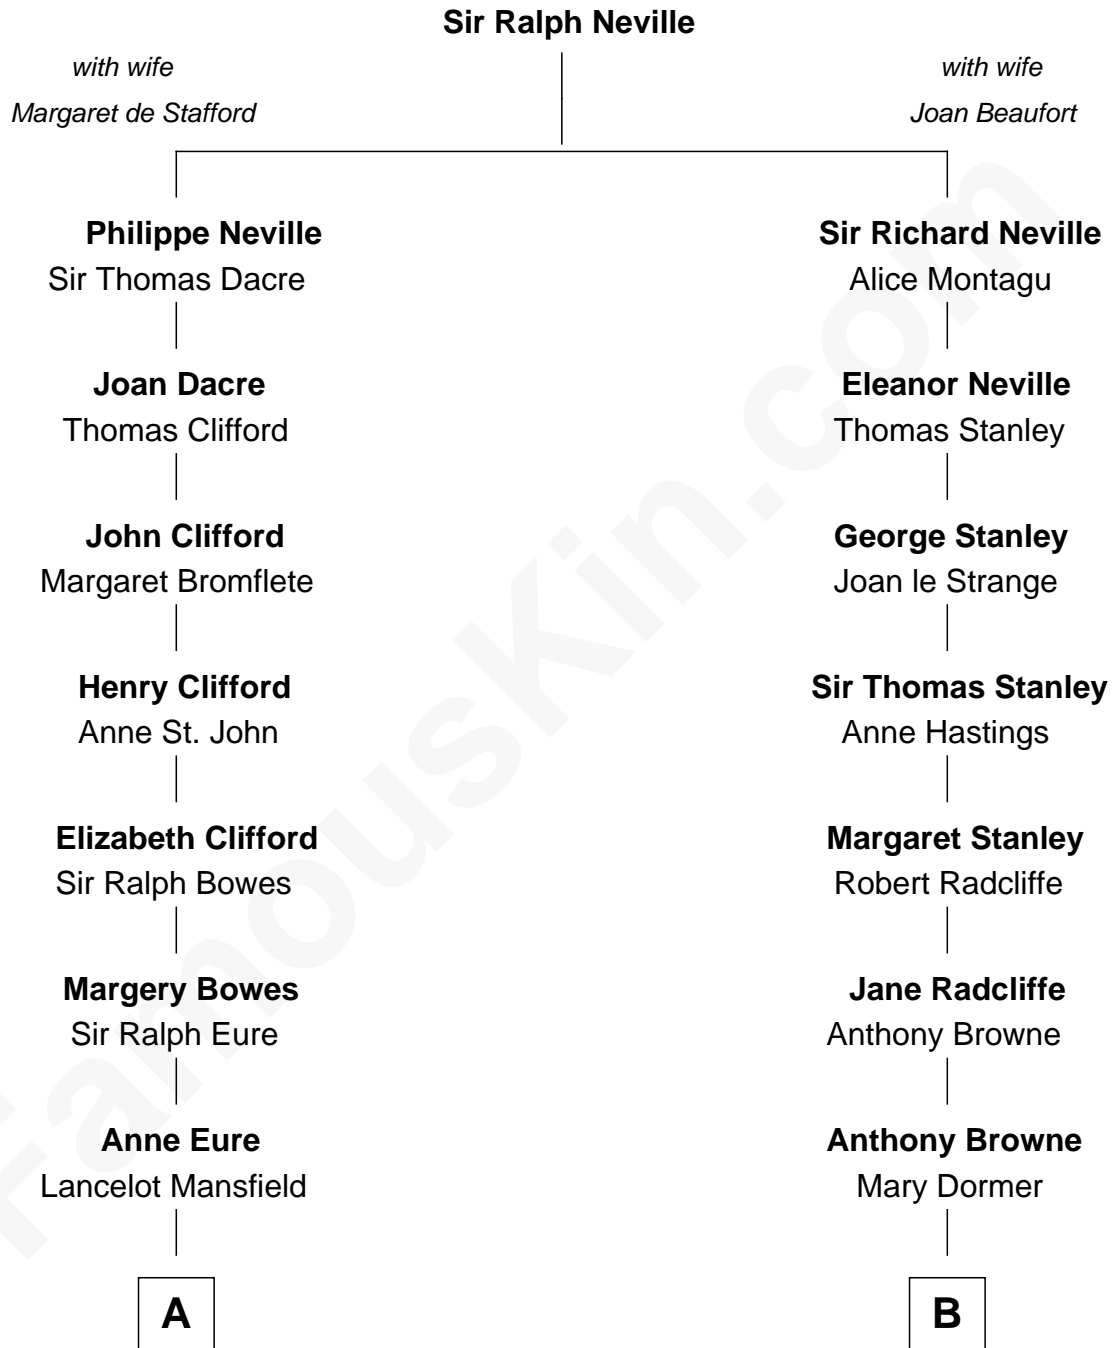 Sir Ralph Neville
with wife
Margaret de Stafford
with wife
Joan Beaufort
Philippe Neville
Sir Thomas Dacre
Sir Richard Neville
Alice Montagu
Joan Dacre
Thomas Clifford
Eleanor Neville
Thomas Stanley
John Clifford
Margaret Bromflete
George Stanley
Joan le Strange
Henry Clifford
Anne St. John
Sir Thomas Stanley
Anne Hastings
Elizabeth Clifford
Sir Ralph Bowes
Margaret Stanley
Robert Radcliffe
Margery Bowes
Sir Ralph Eure
Jane Radcliffe
Anthony Browne
Anne Eure
Lancelot Mansfield
Anthony Browne
Mary Dormer
A
B
FamousKin.com